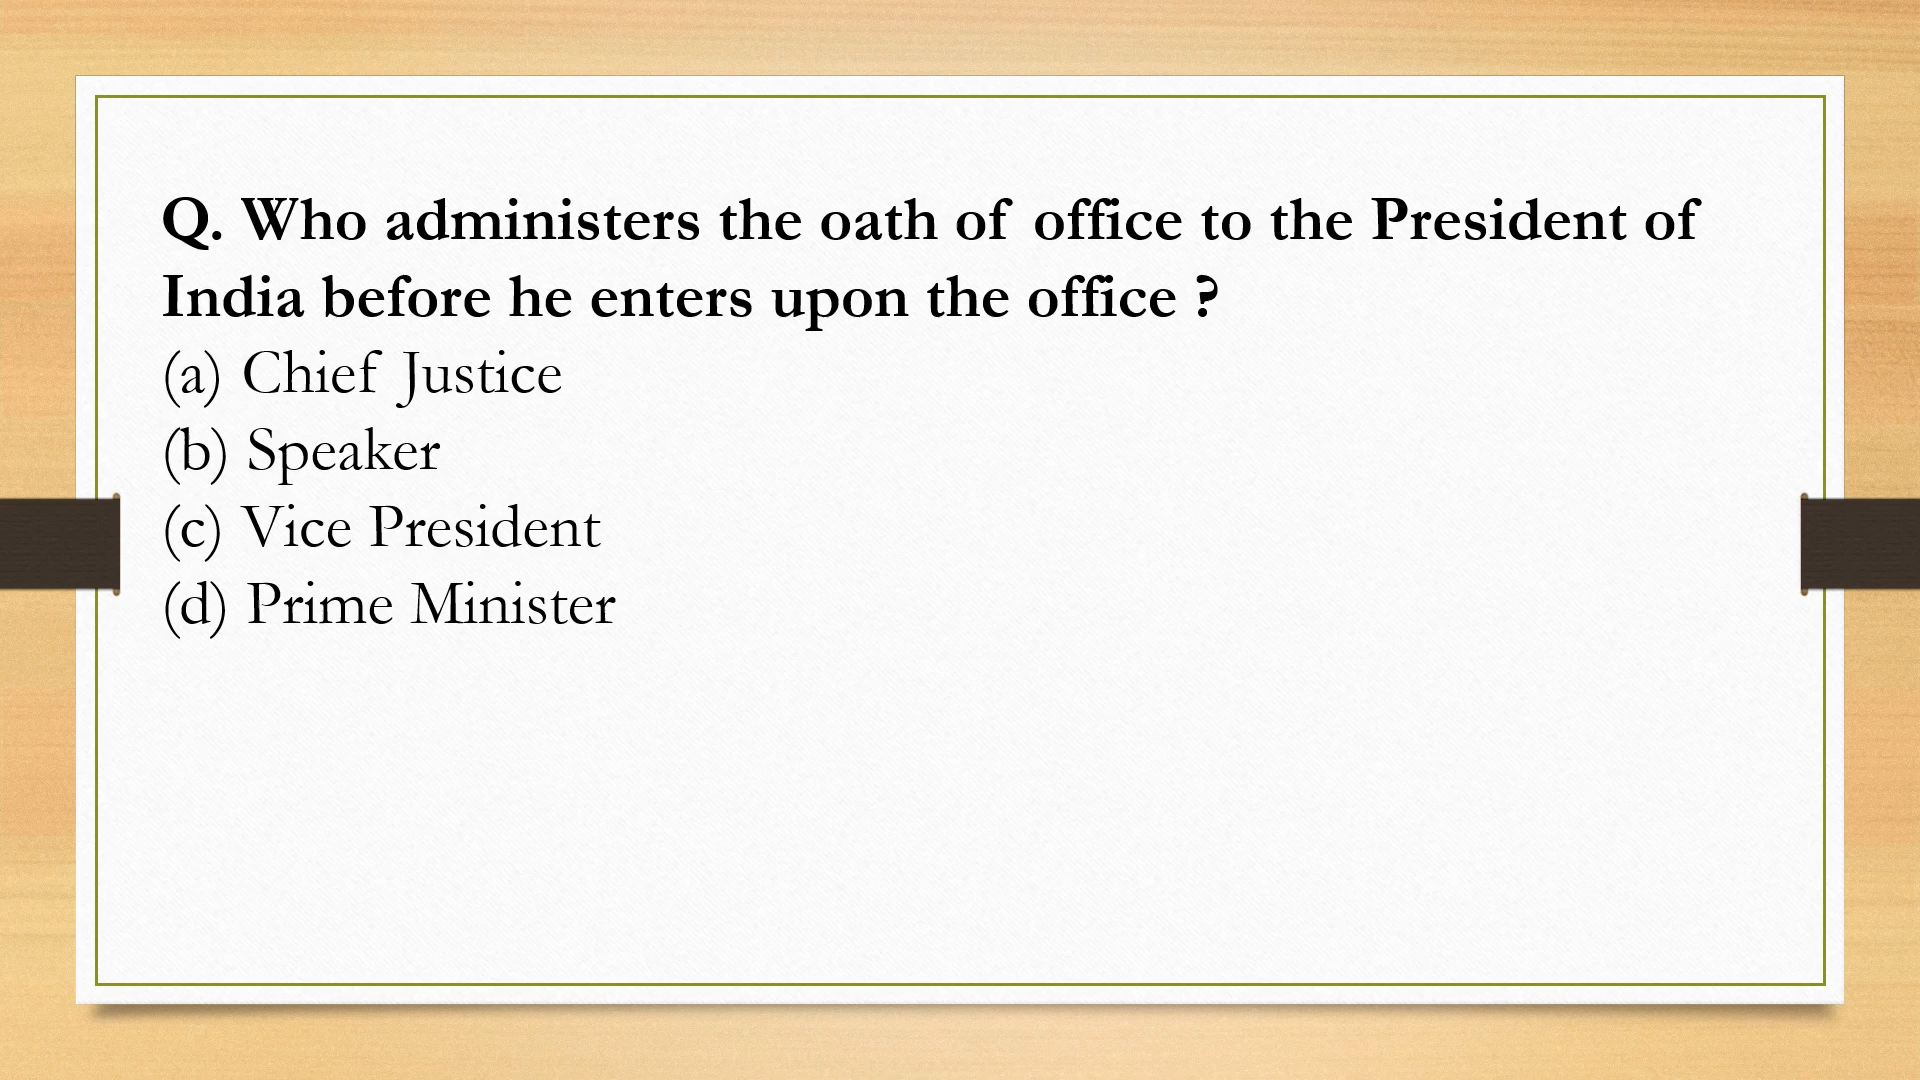 Q. Who administers the oath of office to the President of
India before he enters upon the office ?
(a) Chief Justice
(b) Speaker
(c) Vice President
(d) Prime Minister